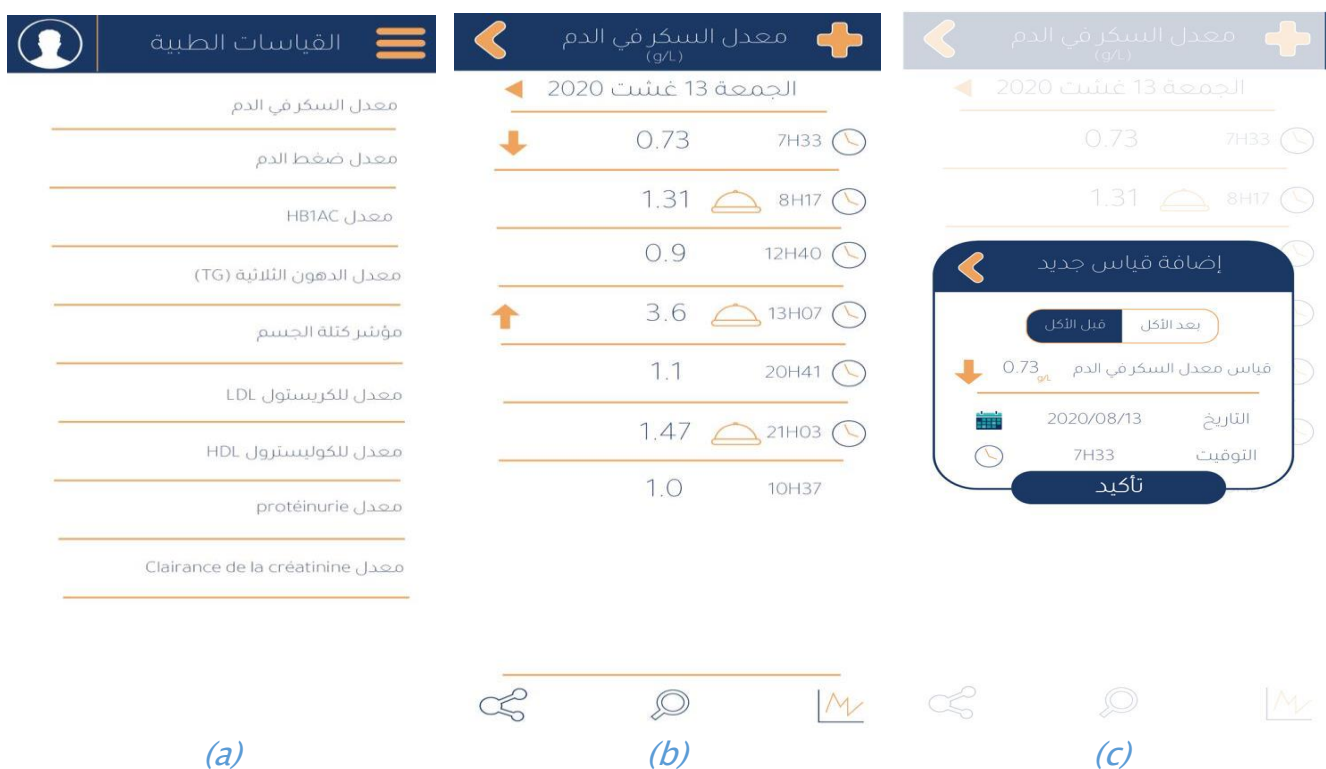 القياسات الطبية
معدل السكر في الدم
معدل ضغط الدم
معدل HB1AC
معدل الدهون الثلاثية (TG)
مؤشر كتلة الجسم
معدل للكريستول LDL
معدل للكوليسترول HDL
معدل protéinurie
معدل Clairance de la créatinine
(a)
معدل السكر في الدم
(g/L)
الجمعة 13 غشت 2020
7H33 0.73
8H17 1.31
12H40 0.9
13H07 3.6
20H41 1.1
21H03 1.47
10H37 1.0
(b)
معدل السكر في الدم
(g/L)
الجمعة 13 غشت 2020
7H33 0.73
8H17 1.31
إضافة قياس جديد
بعد الأكل قبل الأكل
قياس معدل السكر في الدم 0.73 g/L
التاريخ 2020/08/13
التوقيت 7H33
تأكيد
(c)